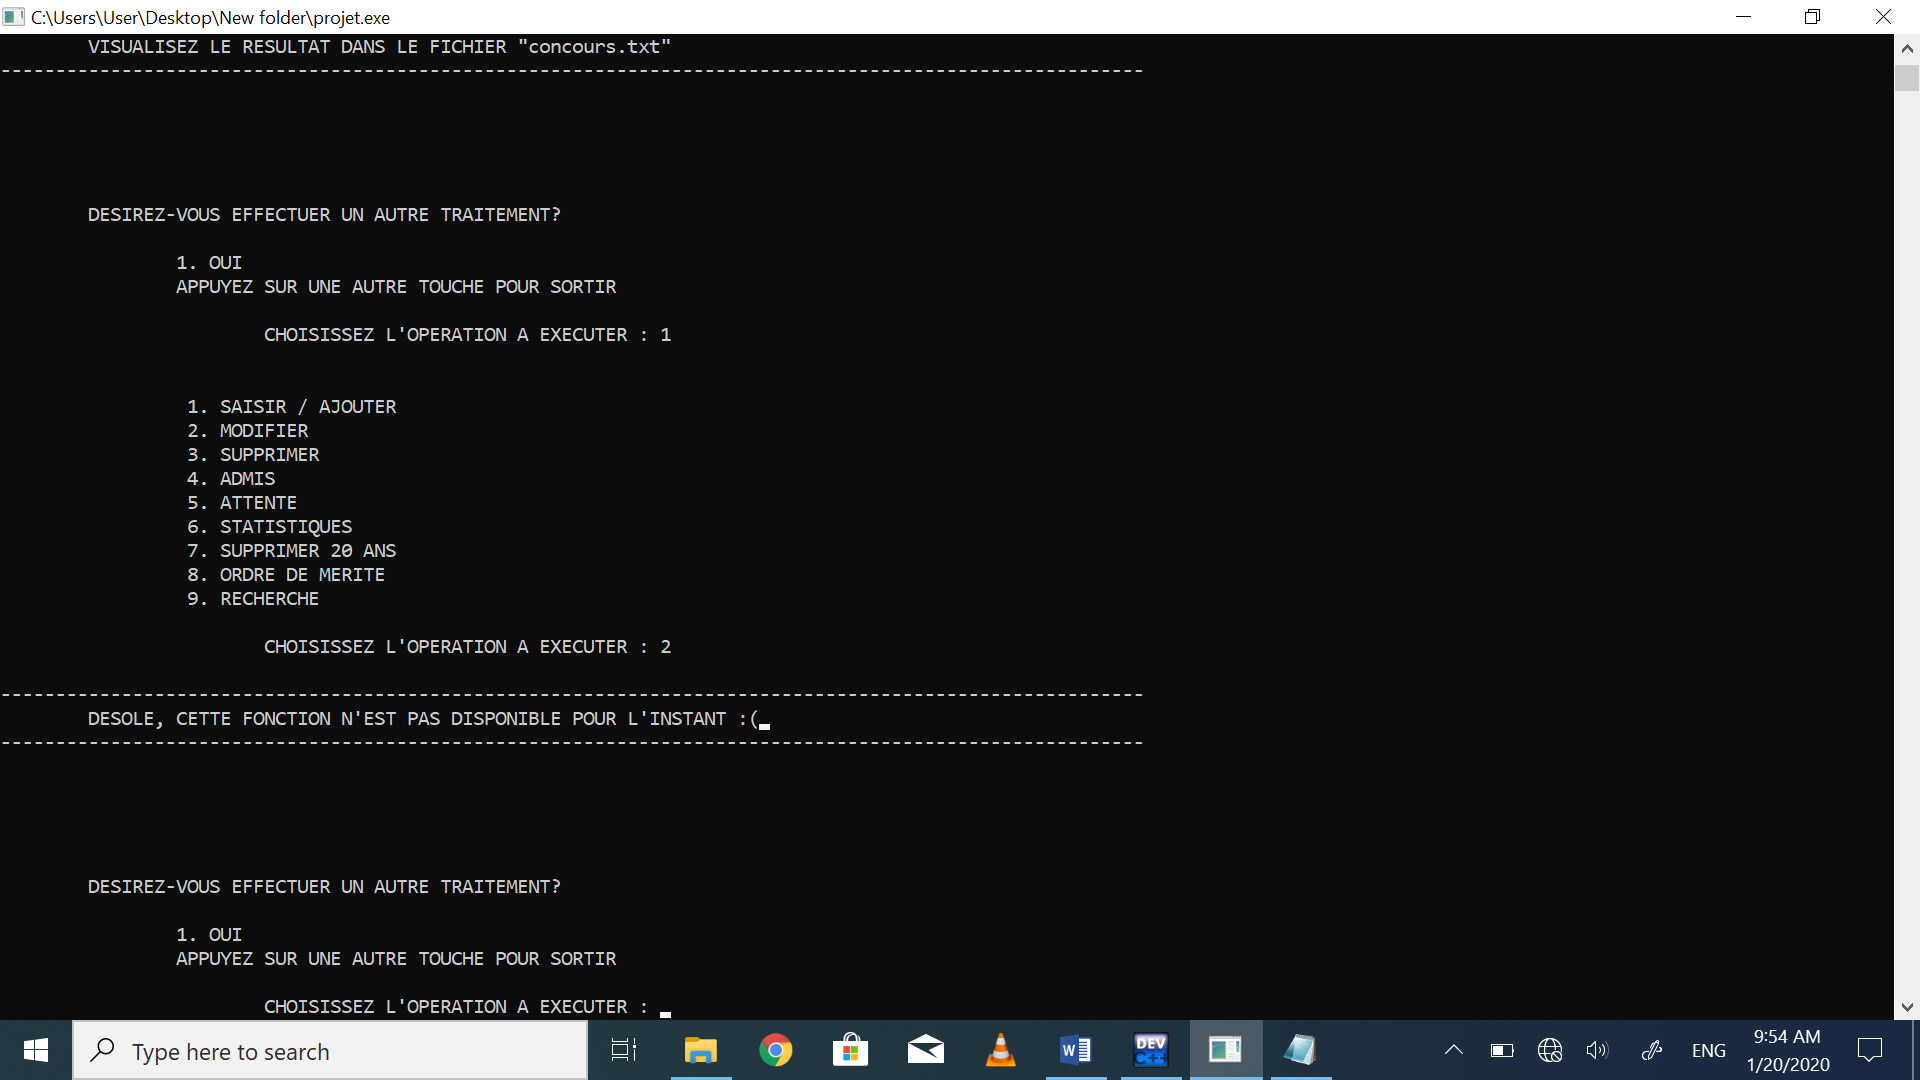 C:\Users\User\Desktop\New folder\projet.exe
VISUALISEZ LE RESULTAT DANS LE FICHIER "concours.txt"
--------------------------------------------------------------------------------------------------------
DESIREZ-VOUS EFFECTUER UN AUTRE TRAITEMENT?
1. OUI
APPUYEZ SUR UNE AUTRE TOUCHE POUR SORTIR
CHOISISSEZ L'OPERATION A EXECUTER : 1
1. SAISIR / AJOUTER
2. MODIFIER
3. SUPPRIMER
4. ADMIS
5. ATTENTE
6. STATISTIQUES
7. SUPPRIMER 20 ANS
8. ORDRE DE MERITE
9. RECHERCHE
CHOISISSEZ L'OPERATION A EXECUTER : 2
--------------------------------------------------------------------------------------------------------
DESOLE, CETTE FONCTION N'EST PAS DISPONIBLE POUR L'INSTANT :(
--------------------------------------------------------------------------------------------------------
DESIREZ-VOUS EFFECTUER UN AUTRE TRAITEMENT?
1. OUI
APPUYEZ SUR UNE AUTRE TOUCHE POUR SORTIR
CHOISISSEZ L'OPERATION A EXECUTER :
Type here to search
W
DEV
C++
ENG
9:54 AM
1/20/2020